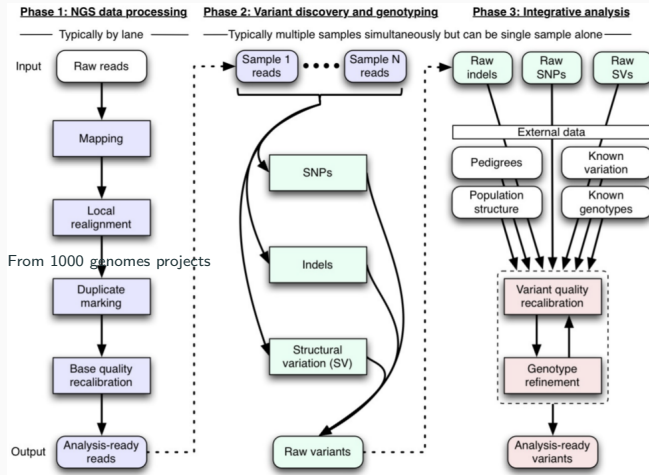 Phase 1: NGS data processing
Typically by lane
Input
Raw reads
Mapping
Local
realignment
From 1000 genomes projects
Duplicate
marking
Base quality
recalibration
Output
Analysis-ready
reads
Phase 2: Variant discovery and genotyping
Typically multiple samples simultaneously but can be single sample alone
Sample 1
reads
Sample N
reads
SNPs
Indels
Structural
variation (SV)
Raw variants
Phase 3: Integrative analysis
Raw
indels
Raw
SNPs
Raw
SVs
External data
Pedigrees
Known
variation
Population
structure
Known
genotypes
Variant quality
recalibration
Genotype
refinement
Analysis-ready
variants